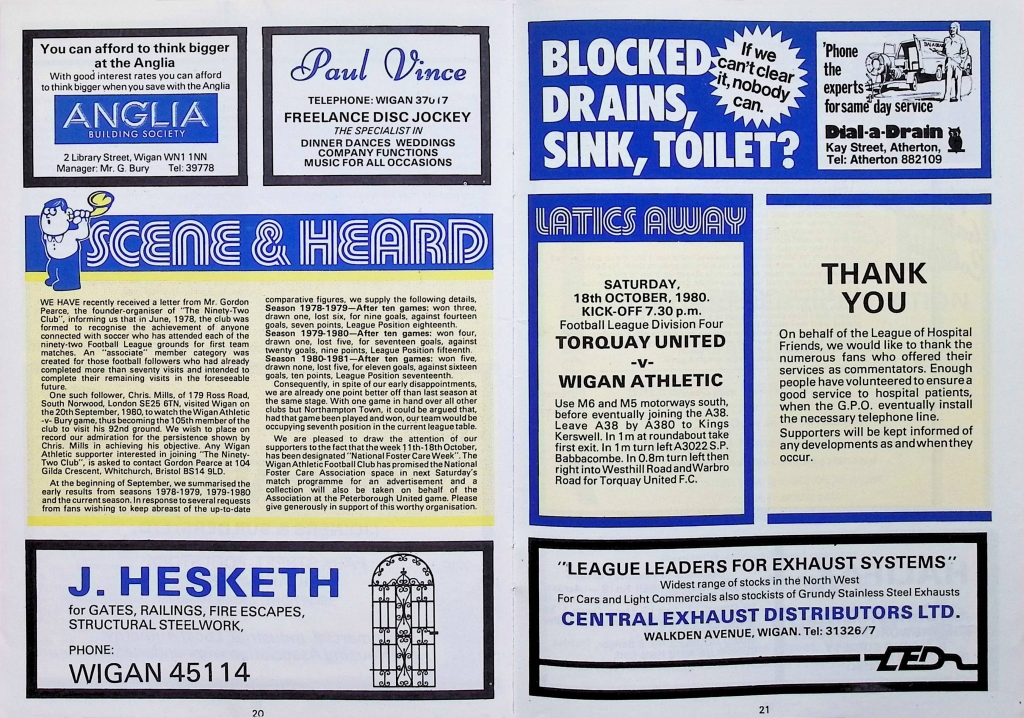 You can afford to think bigger
at the Anglia
With good interest rates you can afford
to think bigger when you save with the Anglia
ANGLIA
BUILDING SOCIETY
2 Library Street, Wigan WN1 1NN
Manager: Mr. G. Bury Tel: 39778
Paul Vince
TELEPHONE: WIGAN
FREELANCE DISC JOCKEY
THE SPECIALIST IN
DINNER DANCES WEDDINGS
COMPANY FUNCTIONS
MUSIC FOR ALL OCCASIONS
SCENE & HEARD
WE HAVE recently received a letter from Mr. Gordon
Pearce, the founder-organiser of "The Ninety-Two
Club", informing us that in June, 1978, the club was
formed to recognise the achievement of anyone
connected with soccer who has attended each of the
ninety-two Football League grounds for first team
matches. An "associate" member category was
created for those football followers who had already
completed more than seventy visits and intended to
complete their remaining visits in the foreseeable
future.
One such follower, Chris. Mills, of 179 Ross Road,
South Norwood, London SE25 6TN, visited Wigan on
the 20th September, 1980, to watch the Wigan Athletic
-v- Bury game, thus becoming the 105th member of the
club to visit his 92nd ground. We wish to place on
record our admiration for the persistence shown by
Chris. Mills in achieving his objective. Any Wigan
Athletic supporter interested in joining "The Ninety-
Two Club", is asked to contact Gordon Pearce at 104
Gilda Crescent, Whitchurch, Bristol BS14 9LD.
At the beginning of September, we summarised the
early results from seasons 1978-1979, 1979-1980
and the current season. In response to several requests
from fans wishing to keep abreast of the up-to-date
comparative figures, we supply the following details,
Season 1978-1979—After ten games: won three,
drawn one, lost six, for nine goals, against fourteen
goals, seven points, League Position eighteenth.
Season 1979-1980—After ten games: won four,
drawn one, lost five, for seventeen goals, against
twenty goals, nine points, League Position fifteenth.
Season 1980-1981—After ten games: won five,
drawn none, lost five, for eleven goals, against sixteen
goals, ten points, League Position seventeenth.
Consequently, in spite of our early disappointments,
we are already one point better off than last season at
the same stage. With one game in hand over all other
clubs but Northampton Town, it could be argued that,
had that game been played and won, our team would be
occupying seventh position in the current league table.
We are pleased to draw the attention of our
supporters to the fact that the week 11th-18th October,
has been designated "National Foster Care Week". The
Wigan Athletic Football Club has promised the National
Foster Care Association space in next Saturday's
match programme for an advertisement and a
collection will also be taken on behalf of the
Association at the Peterborough United game. Please
give generously in support of this worthy organisation.
J. HESKETH
for GATES, RAILINGS, FIRE ESCAPES,
STRUCTURAL STEELWORK,
PHONE:
WIGAN 45114
20
BLOCKED
DRAINS,
SINK, TOILET?
If we
can't clear
it, nobody
can.
'Phone
the
experts
for same day service
Dial-a-Drain
Kay Street, Atherton,
Tel: Atherton 882109
LATICS AWAY
SATURDAY,
18th OCTOBER, 1980.
KICK-OFF 7.30 p.m.
Football League Division Four
TORQUAY UNITED
-v-
WIGAN ATHLETIC
Use M6 and M5 motorways south,
before eventually joining the A38.
Leave A38 by A380 to Kings
Kerswell. In 1m at roundabout take
first exit. In 1m turn left A3022 S.P.
Babbacombe. In 0.8m turn left then
right into Westhill Road and Warbro
Road for Torquay United F.C.
THANK
YOU
On behalf of the League of Hospital
Friends, we would like to thank the
numerous fans who offered their
services as commentators. Enough
people have volunteered to ensure a
good service to hospital patients,
when the G.P.O. eventually install
the necessary telephone line.
Supporters will be kept informed of
any developments as and when they
occur.
"LEAGUE LEADERS FOR EXHAUST SYSTEMS"
Widest range of stocks in the North West
For Cars and Light Commercials also stockists of Grundy Stainless Steel Exhausts
CENTRAL EXHAUST DISTRIBUTORS LTD.
WALKDEN AVENUE, WIGAN. Tel: 31326/7
CED
21